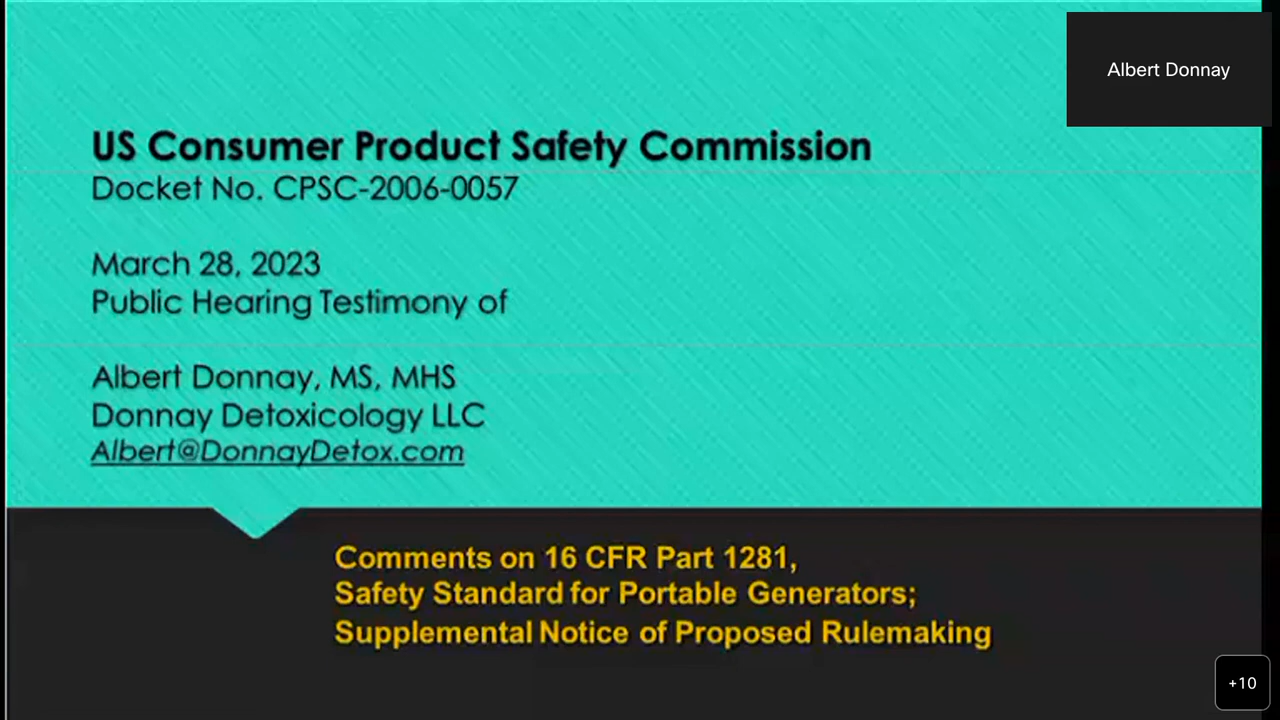 Albert Donnay
US Consumer Product Safety Commission
Docket No. CPSC-2006-0057
March 28, 2023
Public Hearing Testimony of
Albert Donnay, MS, MHS
Donnay Detoxicology LLC
Albert@DonnayDetox.com
Comments on 16 CFR Part 1281,
Safety Standard for Portable Generators;
Supplemental Notice of Proposed Rulemaking
+10